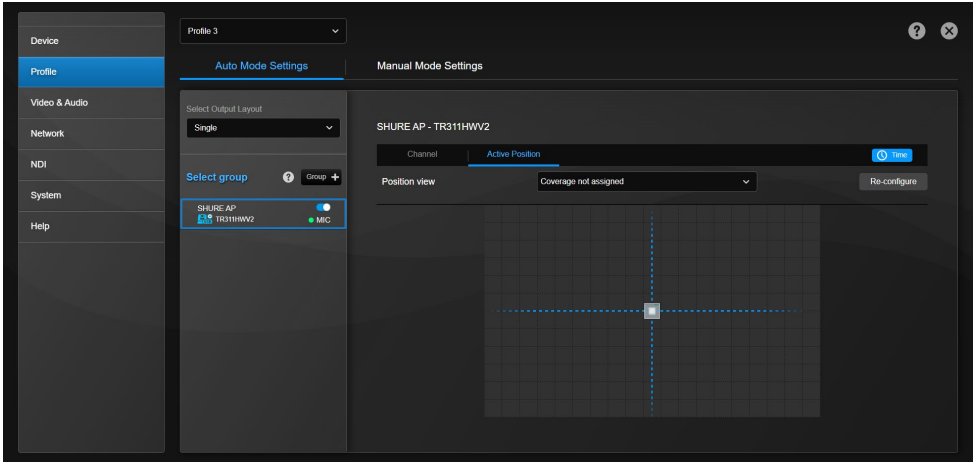 Device
Profile
Video & Audio
Network
NDI
System
Help
Profile 3
Auto Mode Settings
Manual Mode Settings
Select Output Layout
Single
Select group
?
Group +
SHURE AP
TR311HWV2
MIC
SHURE AP - TR311HWV2
Channel
Active Position
Time
Position view
Coverage not assigned
Re-configure
?